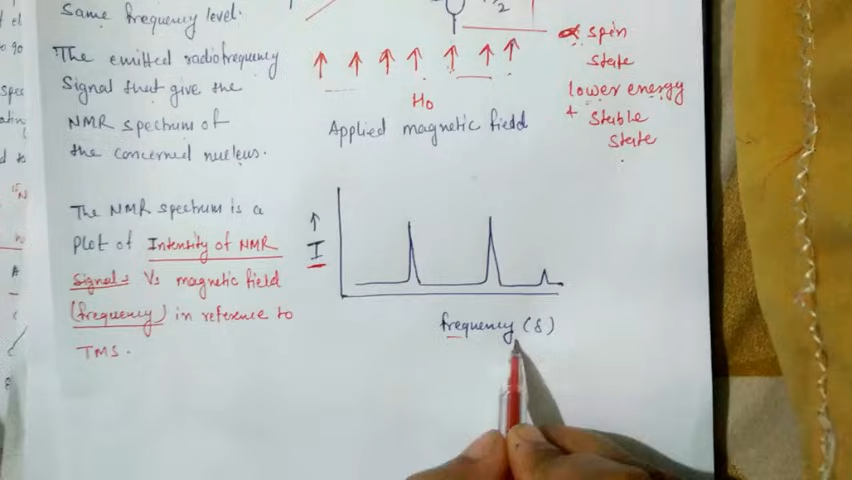 Same frequency level.
The emitted radiofrequency
Signal that give the
NMR spectrum of
the concerned nucleus.
The NMR spectrum is a
Plot of Intensity of NMR
Signals Vs magnetic field
(frequency) in reference to
TMS.
1/2
H0
Applied magnetic field
α spin
state
lower energy
+ Stable
state
I
frequency (δ)